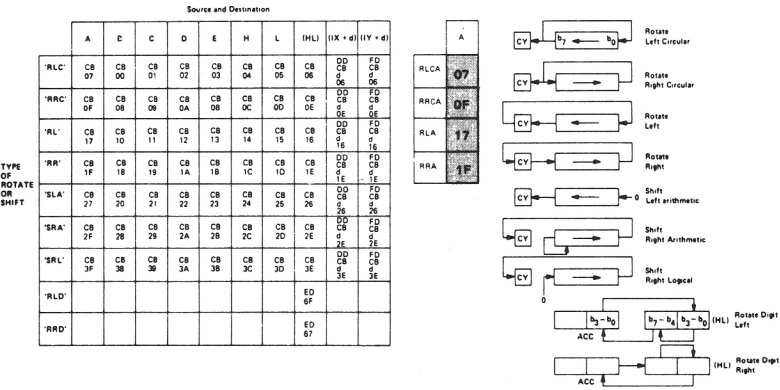 Source and Destination
A B C D E H L (HL) (IX + d) (IY + d)
TYPE OF ROTATE OR SHIFT
'RLC' CB 07 CB 00 CB 01 CB 02 CB 03 CB 04 CB 05 CB 06 DD CB d 06 FD CB d 06
'RRC' CB 0F CB 08 CB 09 CB 0A CB 0B CB 0C CB 0D CB 0E DD CB d 0E FD CB d 0E
'RL' CB 17 CB 10 CB 11 CB 12 CB 13 CB 14 CB 15 CB 16 DD CB d 16 FD CB d 16
'RR' CB 1F CB 18 CB 19 CB 1A CB 1B CB 1C CB 1D CB 1E DD CB d 1E FD CB d 1E
'SLA' CB 27 CB 20 CB 21 CB 22 CB 23 CB 24 CB 25 CB 26 DD CB d 26 FD CB d 26
'SRA' CB 2F CB 28 CB 29 CB 2A CB 2B CB 2C CB 2D CB 2E DD CB d 2E FD CB d 2E
'SRL' CB 3F CB 38 CB 39 CB 3A CB 3B CB 3C CB 3D CB 3E DD CB d 3E FD CB d 3E
'RLD' ED 6F
'RRD' ED 67
A
RLCA 07
RRCA 0F
RLA 17
RRA 1F
CY b7 b0 Rotate Left Circular
CY Rotate Right Circular
CY Rotate Left
CY Rotate Right
CY 0 Shift Left arithmetic
CY Shift Right Arithmetic
CY Shift Right Logical
0
b3-b0 b7-b4 b3-b0 (HL) Rotate Digit Left
ACC
(HL) Rotate Digit Right
ACC